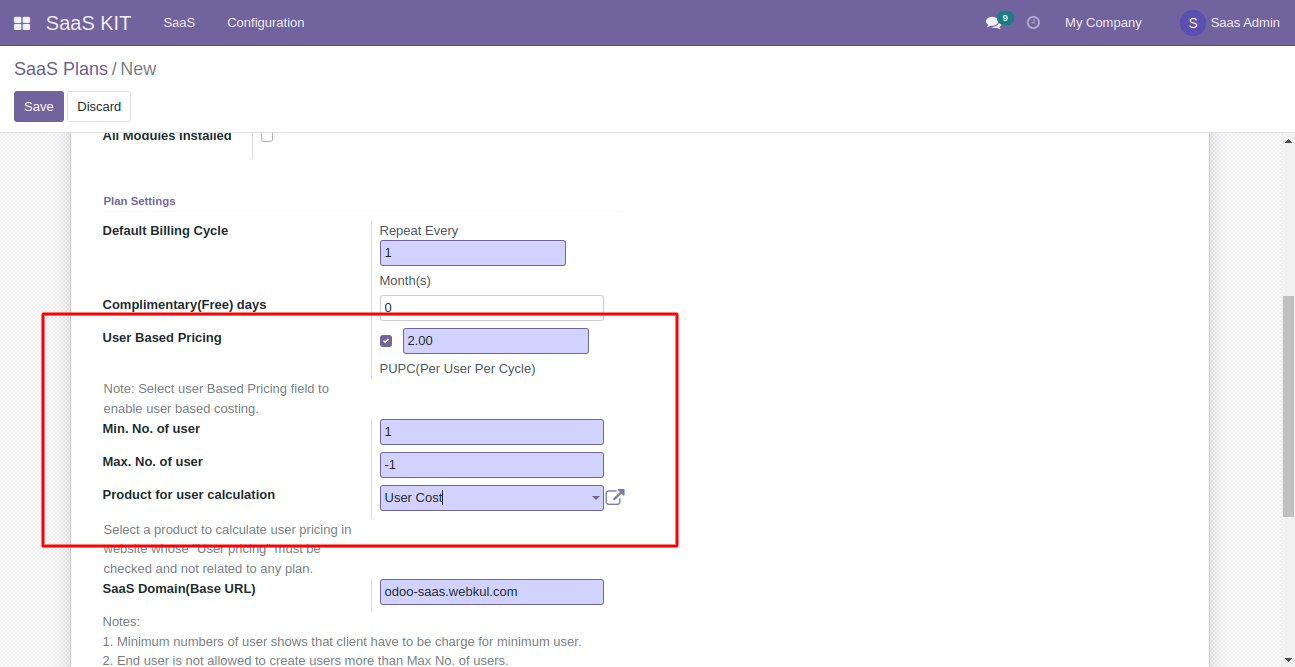 SaaS KIT SaaS Configuration 9 My Company S Saas Admin
SaaS Plans / New
Save Discard
All Modules Installed
Plan Settings
Default Billing Cycle Repeat Every
1
Month(s)
Complimentary(Free) days 0
User Based Pricing 2.00
PUPC(Per User Per Cycle)
Note: Select user Based Pricing field to
enable user based costing.
Min. No. of user 1
Max. No. of user -1
Product for user calculation User Cost
Select a product to calculate user pricing in
website whose "User pricing" must be
checked and not related to any plan.
SaaS Domain(Base URL) odoo-saas.webkul.com
Notes:
1. Minimum numbers of user shows that client have to be charge for minimum user.
2. End user is not allowed to create users more than Max No. of users.